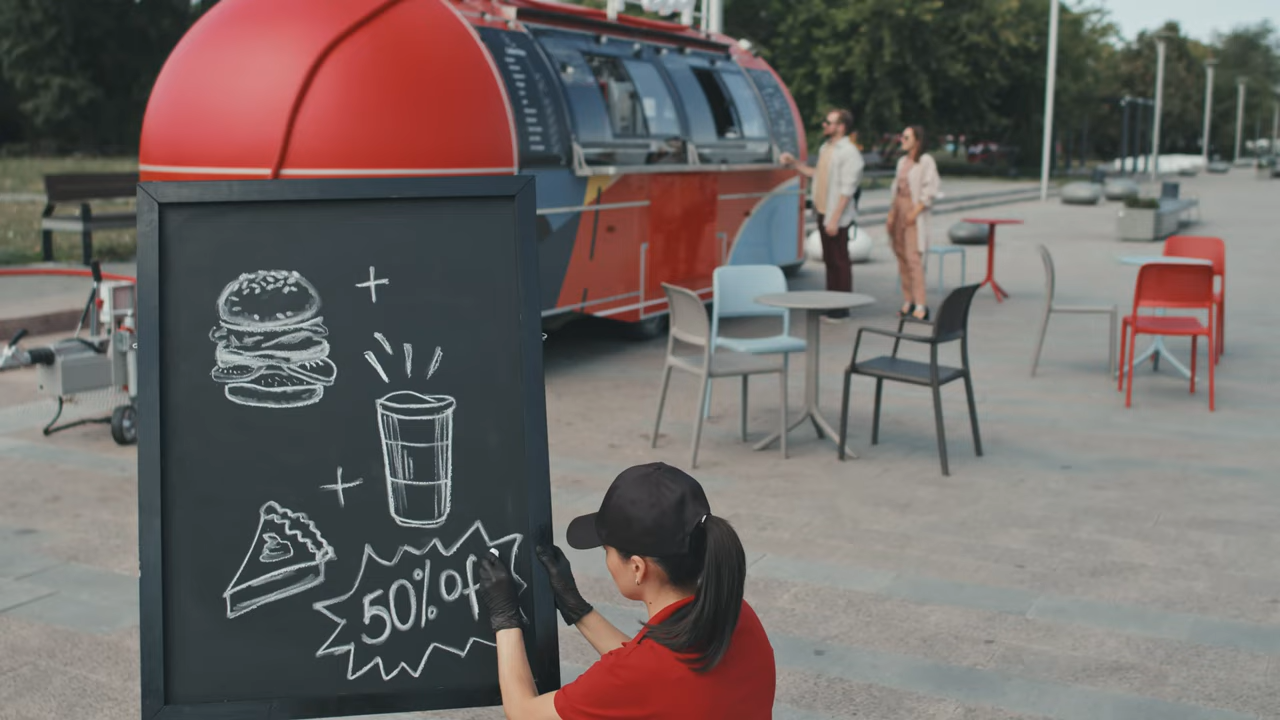 +
+
50% of